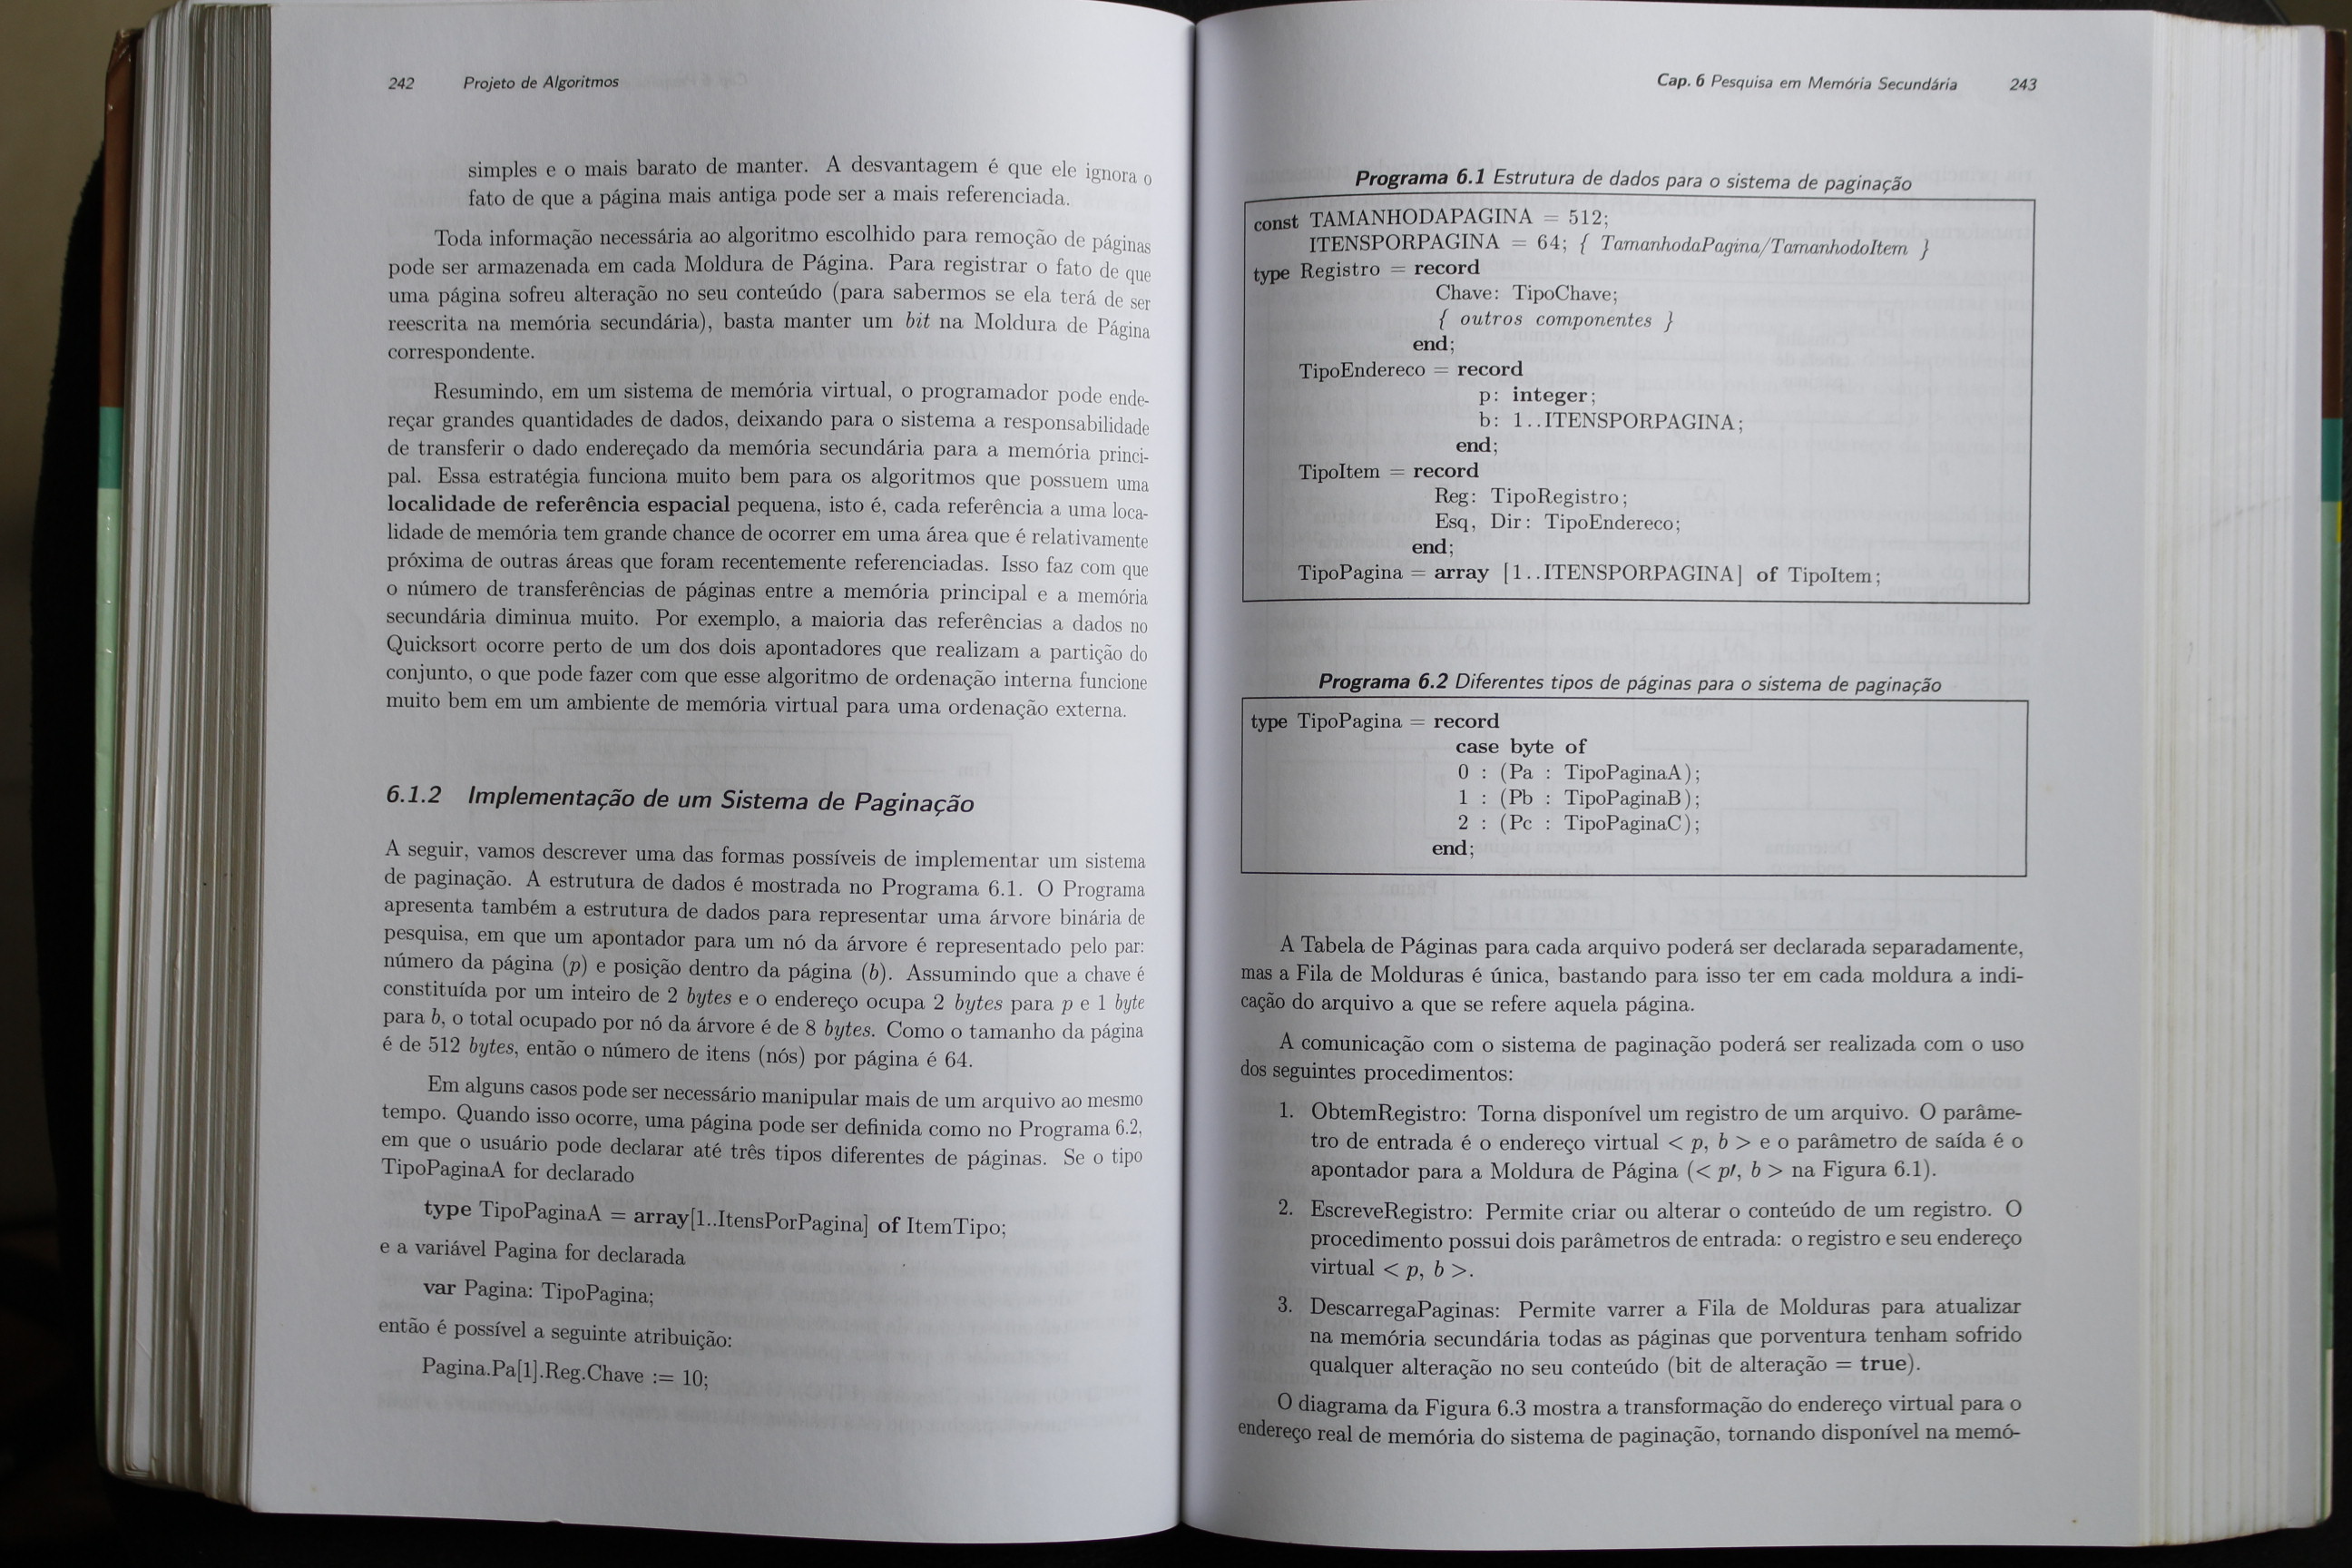 242 Projeto de Algoritmos
simples e o mais barato de manter. A desvantagem é que ele ignora o
fato de que a página mais antiga pode ser a mais referenciada.
Toda informação necessária ao algoritmo escolhido para remoção de páginas
pode ser armazenada em cada Moldura de Página. Para registrar o fato de que
uma página sofreu alteração no seu conteúdo (para sabermos se ela terá de ser
reescrita na memória secundária), basta manter um bit na Moldura de Página
correspondente.
Resumindo, em um sistema de memória virtual, o programador pode ende-
reçar grandes quantidades de dados, deixando para o sistema a responsabilidade
de transferir o dado endereçado da memória secundária para a memória princi-
pal. Essa estratégia funciona muito bem para os algoritmos que possuem uma
localidade de referência espacial pequena, isto é, cada referência a uma loca-
lidade de memória tem grande chance de ocorrer em uma área que é relativamente
próxima de outras áreas que foram recentemente referenciadas. Isso faz com que
o número de transferências de páginas entre a memória principal e a memória
secundária diminua muito. Por exemplo, a maioria das referências a dados no
Quicksort ocorre perto de um dos dois apontadores que realizam a partição do
conjunto, o que pode fazer com que esse algoritmo de ordenação interna funcione
muito bem em um ambiente de memória virtual para uma ordenação externa.
6.1.2 Implementação de um Sistema de Paginação
A seguir, vamos descrever uma das formas possíveis de implementar um sistema
de paginação. A estrutura de dados é mostrada no Programa 6.1. O Programa
apresenta também a estrutura de dados para representar uma árvore binária de
pesquisa, em que um apontador para um nó da árvore é representado pelo par:
número da página (p) e posição dentro da página (b). Assumindo que a chave é
constituída por um inteiro de 2 bytes e o endereço ocupa 2 bytes para p e 1 byte
para b, o total ocupado por nó da árvore é de 8 bytes. Como o tamanho da página
é de 512 bytes, então o número de itens (nós) por página é 64.
Em alguns casos pode ser necessário manipular mais de um arquivo ao mesmo
tempo. Quando isso ocorre, uma página pode ser definida como no Programa 6.2,
em que o usuário pode declarar até três tipos diferentes de páginas. Se o tipo
TipoPaginaA for declarado
type TipoPaginaA = array[1..ItensPorPagina] of ItemTipo;
e a variável Pagina for declarada
var Pagina: TipoPagina;
então é possível a seguinte atribuição:
Pagina.Pa[1].Reg.Chave := 10;
Cap. 6 Pesquisa em Memória Secundária 243
Programa 6.1 Estrutura de dados para o sistema de paginação
const TAMANHODAPAGINA = 512;
ITENSPORPAGINA = 64; { TamanhodaPagina/TamanhodoItem }
type Registro = record
Chave: TipoChave;
{ outros componentes }
end;
TipoEndereco = record
p: integer;
b: 1..ITENSPORPAGINA;
end;
TipoItem = record
Reg: TipoRegistro;
Esq, Dir: TipoEndereco;
end;
TipoPagina = array [1..ITENSPORPAGINA] of TipoItem;
Programa 6.2 Diferentes tipos de páginas para o sistema de paginação
type TipoPagina = record
case byte of
0 : (Pa : TipoPaginaA);
1 : (Pb : TipoPaginaB);
2 : (Pc : TipoPaginaC);
end;
A Tabela de Páginas para cada arquivo poderá ser declarada separadamente,
mas a Fila de Molduras é única, bastando para isso ter em cada moldura a indi-
cação do arquivo a que se refere aquela página.
A comunicação com o sistema de paginação poderá ser realizada com o uso
dos seguintes procedimentos:
1. ObtemRegistro: Torna disponível um registro de um arquivo. O parâme-
tro de entrada é o endereço virtual < p, b > e o parâmetro de saída é o
apontador para a Moldura de Página (< p′, b > na Figura 6.1).
2. EscreveRegistro: Permite criar ou alterar o conteúdo de um registro. O
procedimento possui dois parâmetros de entrada: o registro e seu endereço
virtual < p, b >.
3. DescarregaPaginas: Permite varrer a Fila de Molduras para atualizar
na memória secundária todas as páginas que porventura tenham sofrido
qualquer alteração no seu conteúdo (bit de alteração = true).
O diagrama da Figura 6.3 mostra a transformação do endereço virtual para o
endereço real de memória do sistema de paginação, tornando disponível na memó-